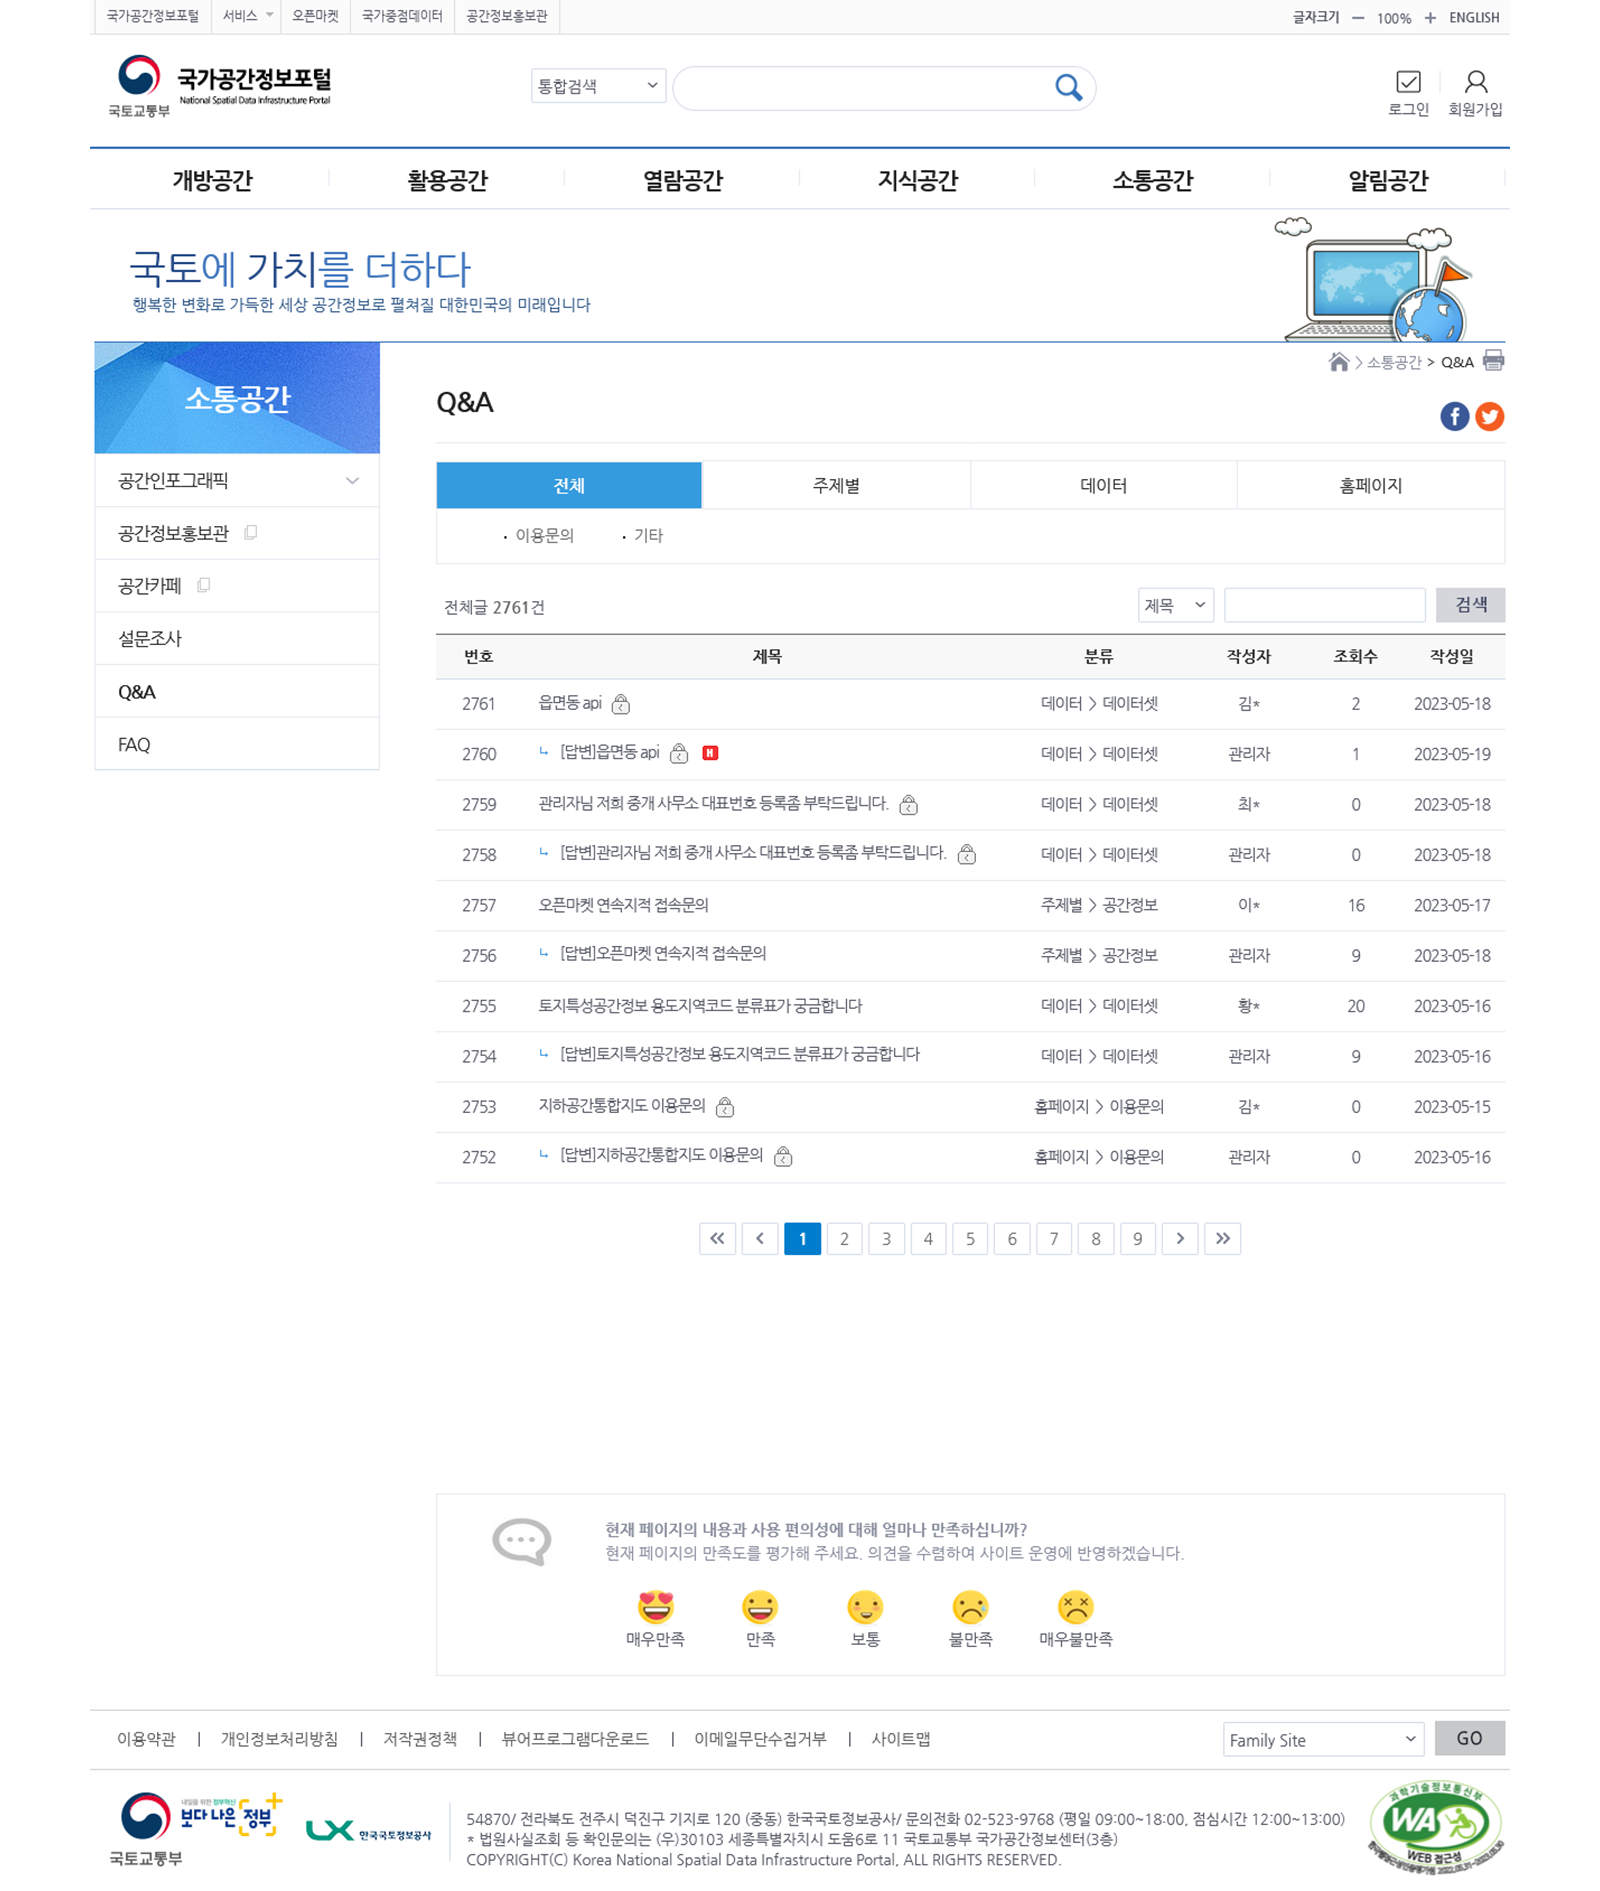 국가공간정보포털 서비스 오픈마켓 국가중점데이터 공간정보홍보관 글자크기 － 100% ＋ ENGLISH
국토교통부 국가공간정보포털
National Spatial Data Infrastructure Portal
통합검색
로그인 회원가입
개방공간 활용공간 열람공간 지식공간 소통공간 알림공간
국토에 가치를 더하다
행복한 변화로 가득한 세상 공간정보로 펼쳐질 대한민국의 미래입니다
> 소통공간 > Q&A
소통공간
공간인포그래픽
공간정보홍보관
공간카페
설문조사
Q&A
FAQ
Q&A
전체 주제별 데이터 홈페이지
· 이용문의 · 기타
전체글 2761건 제목 검색
번호 제목 분류 작성자 조회수 작성일
2761 읍면동 api 데이터 > 데이터셋 김* 2 2023-05-18
2760 [답변]읍면동 api H 데이터 > 데이터셋 관리자 1 2023-05-19
2759 관리자님 저희 중개 사무소 대표번호 등록좀 부탁드립니다. 데이터 > 데이터셋 최* 0 2023-05-18
2758 [답변]관리자님 저희 중개 사무소 대표번호 등록좀 부탁드립니다. 데이터 > 데이터셋 관리자 0 2023-05-18
2757 오픈마켓 연속지적 접속문의 주제별 > 공간정보 이* 16 2023-05-17
2756 [답변]오픈마켓 연속지적 접속문의 주제별 > 공간정보 관리자 9 2023-05-18
2755 토지특성공간정보 용도지역코드 분류표가 궁금합니다 데이터 > 데이터셋 황* 20 2023-05-16
2754 [답변]토지특성공간정보 용도지역코드 분류표가 궁금합니다 데이터 > 데이터셋 관리자 9 2023-05-16
2753 지하공간통합지도 이용문의 홈페이지 > 이용문의 김* 0 2023-05-15
2752 [답변]지하공간통합지도 이용문의 홈페이지 > 이용문의 관리자 0 2023-05-16
1 2 3 4 5 6 7 8 9
현재 페이지의 내용과 사용 편의성에 대해 얼마나 만족하십니까?
현재 페이지의 만족도를 평가해 주세요. 의견을 수렴하여 사이트 운영에 반영하겠습니다.
매우만족 만족 보통 불만족 매우불만족
이용약관 | 개인정보처리방침 | 저작권정책 | 뷰어프로그램다운로드 | 이메일무단수집거부 | 사이트맵 Family Site GO
국토교통부
내일을 위한 정부혁신
보다 나은 정부
LX 한국국토정보공사
54870/ 전라북도 전주시 덕진구 기지로 120 (중동) 한국국토정보공사/ 문의전화 02-523-9768 (평일 09:00~18:00, 점심시간 12:00~13:00)
* 법원사실조회 등 확인문의는 (우)30103 세종특별자치시 도움6로 11 국토교통부 국가공간정보센터(3층)
COPYRIGHT(C) Korea National Spatial Data Infrastructure Portal, ALL RIGHTS RESERVED.
과학기술정보통신부
WA
WEB 접근성